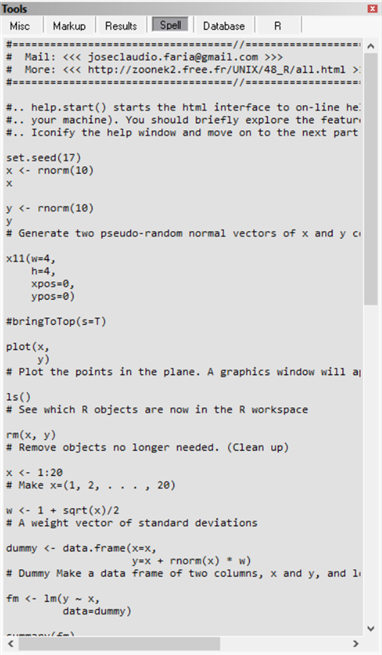 Tools
Misc Markup Results Spell Database R
#===================================//===================
#  Mail: <<< joseclaudio.faria@gmail.com >>>
#  More: <<< http://zoonek2.free.fr/UNIX/48_R/all.html >
#===================================//===================
#.. help.start() starts the html interface to on-line he
#.. your machine). You should briefly explore the featur
#.. Iconify the help window and move on to the next part
set.seed(17)
x <- rnorm(10)
x
y <- rnorm(10)
y
# Generate two pseudo-random normal vectors of x and y c
x11(w=4,
    h=4,
    xpos=0,
    ypos=0)
#bringToTop(s=T)
plot(x,
     y)
# Plot the points in the plane. A graphics window will a
ls()
# See which R objects are now in the R workspace
rm(x, y)
# Remove objects no longer needed. (Clean up)
x <- 1:20
# Make x=(1, 2, . . . , 20)
w <- 1 + sqrt(x)/2
# A weight vector of standard deviations
dummy <- data.frame(x=x,
                    y=x + rnorm(x) * w)
# Dummy Make a data frame of two columns, x and y, and l
fm <- lm(y ~ x,
         data=dummy)
summary(fm)